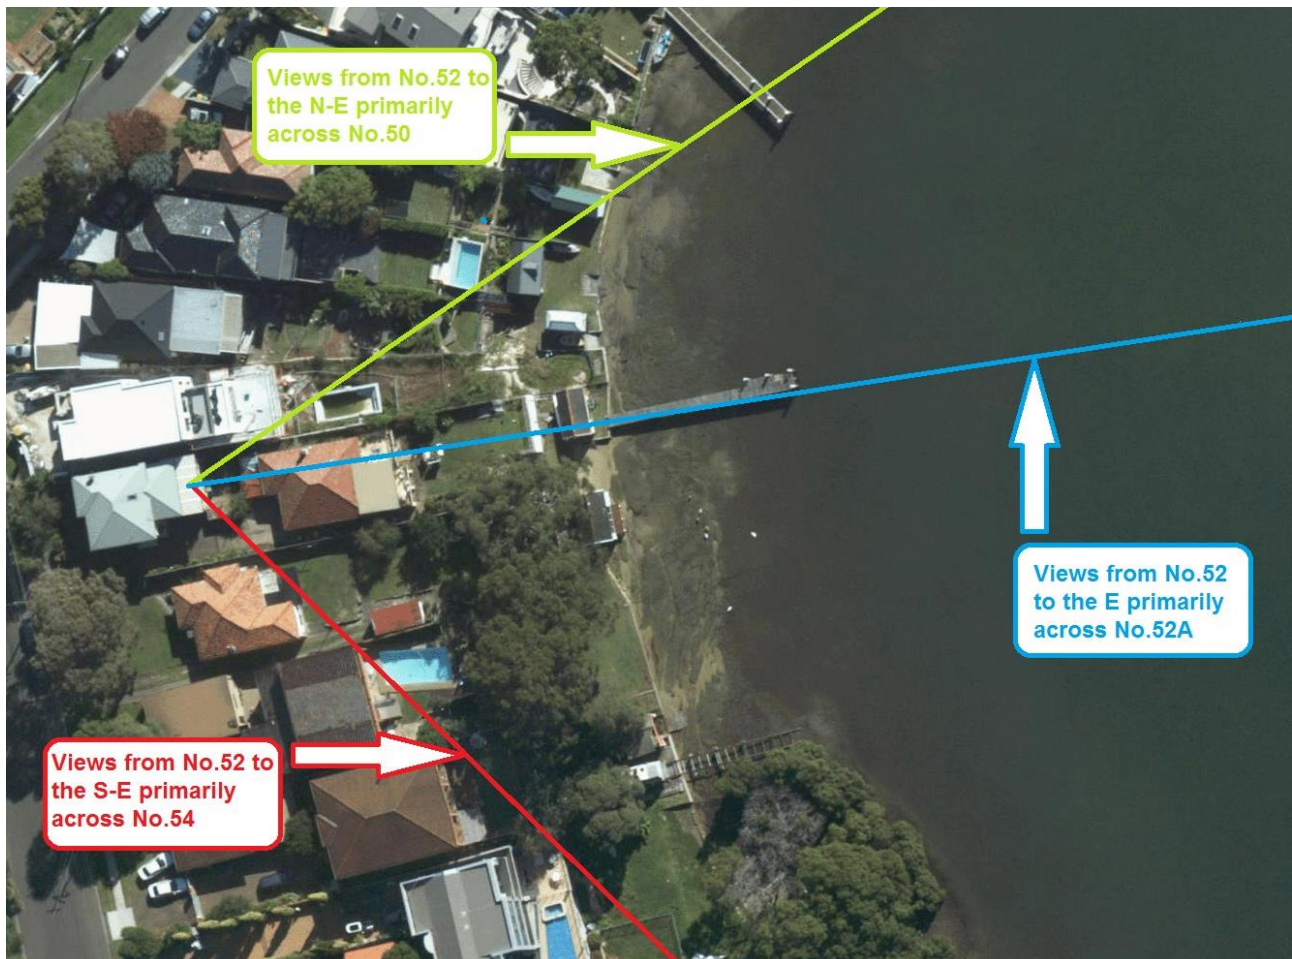 Views from No.52 to
the N-E primarily
across No.50
Views from No.52
to the E primarily
across No.52A
Views from No.52 to
the S-E primarily
across No.54